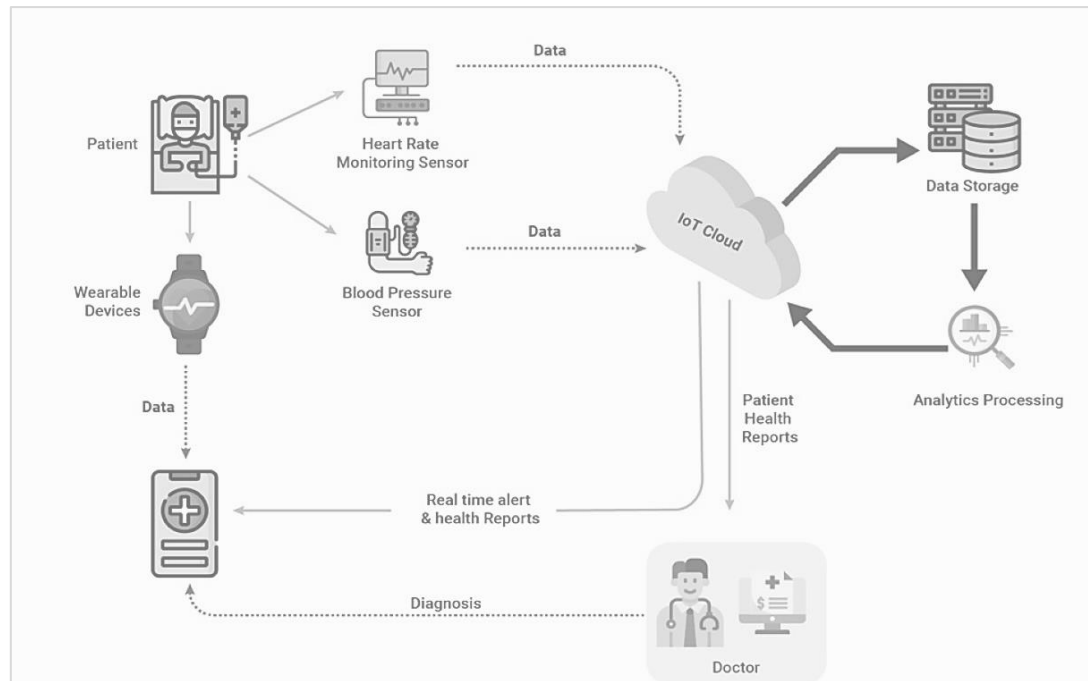 Data
Patient
Heart Rate
Monitoring Sensor
Data Storage
IoT Cloud
Data
Wearable
Devices
Blood Pressure
Sensor
Data
Patient
Health
Reports
Analytics Processing
Real time alert
& health Reports
Diagnosis
$
Doctor